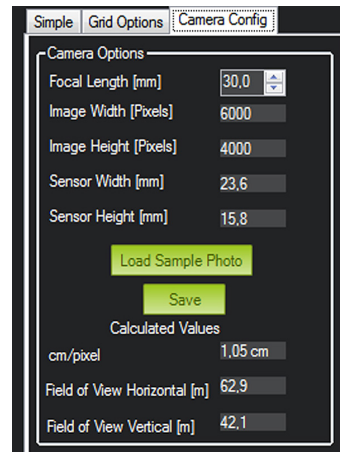 Simple Grid Options Camera Config
Camera Options
Focal Length [mm] 30,0
Image Width [Pixels] 6000
Image Height [Pixels] 4000
Sensor Width [mm] 23,6
Sensor Height [mm] 15,8
Load Sample Photo
Save
Calculated Values
cm/pixel 1,05 cm
Field of View Horizontal [m] 62,9
Field of View Vertical [m] 42,1